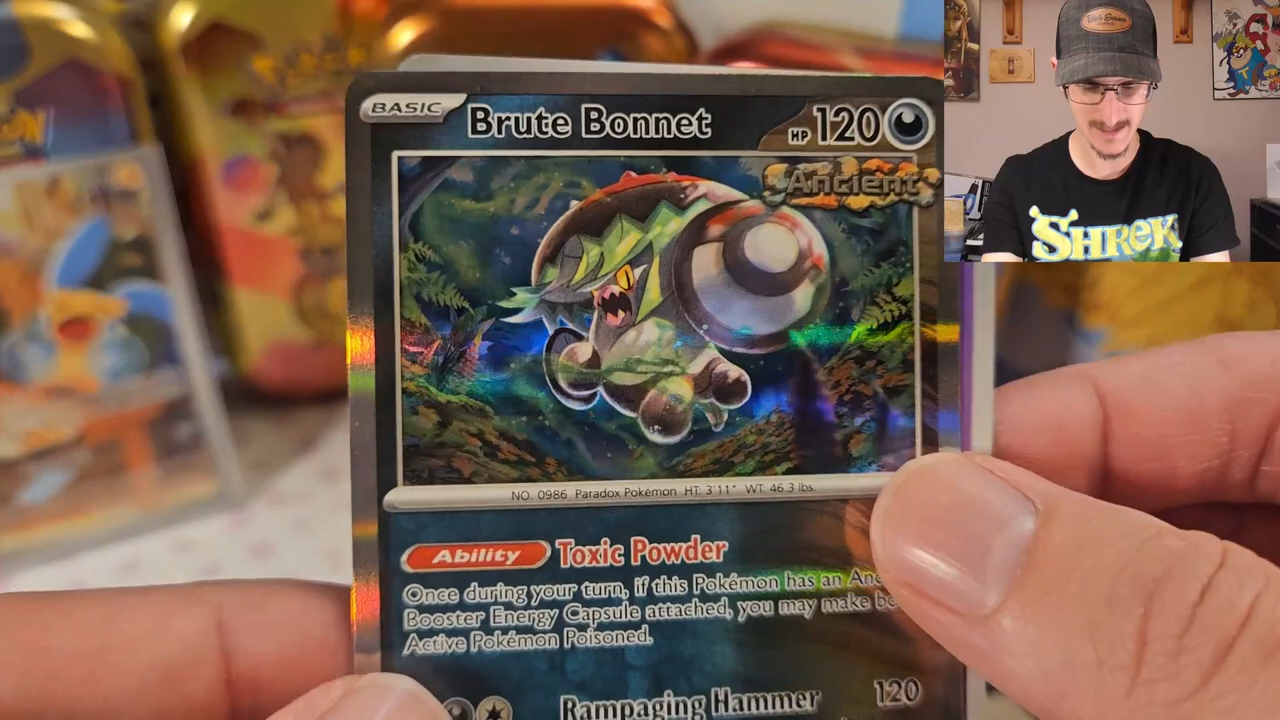 BASIC Brute Bonnet HP 120
Ancient
NO. 0986 Paradox Pokémon HT: 3'11" WT: 46.3 lbs.
Ability Toxic Powder
Once during your turn, if this Pokémon has an Anc
Booster Energy Capsule attached, you may make bo
Active Pokémon Poisoned.
Rampaging Hammer 120
SHREK